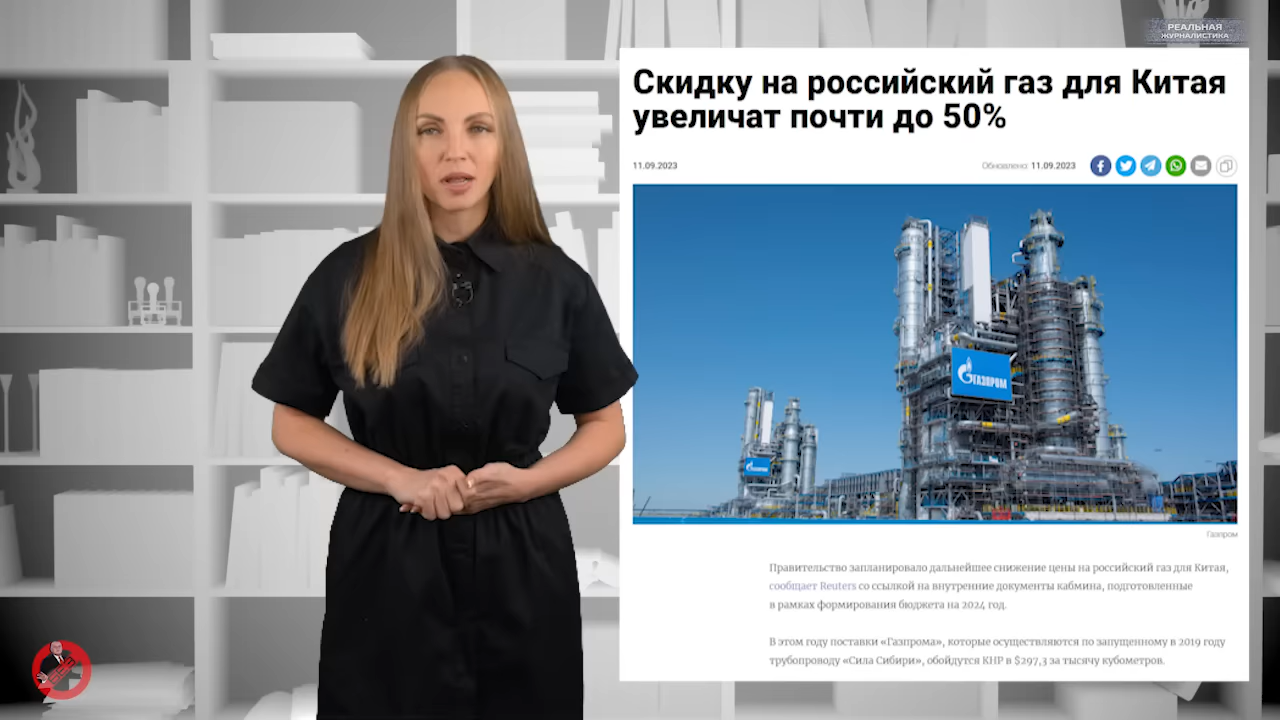 РЕАЛЬНАЯ
ЖУРНАЛИСТИКА
Скидку на российский газ для Китая
увеличат почти до 50%
11.09.2023
Обновлено: 11.09.2023
ГАЗПРОМ
ГАЗПРОМ
Газпром
Правительство запланировало дальнейшее снижение цены на российский газ для Китая,
сообщает Reuters со ссылкой на внутренние документы кабмина, подготовленные
в рамках формирования бюджета на 2024 год.
В этом году поставки «Газпрома», которые осуществляются по запущенному в 2019 году
трубопроводу «Сила Сибири», обойдутся КНР в $297,3 за тысячу кубометров.